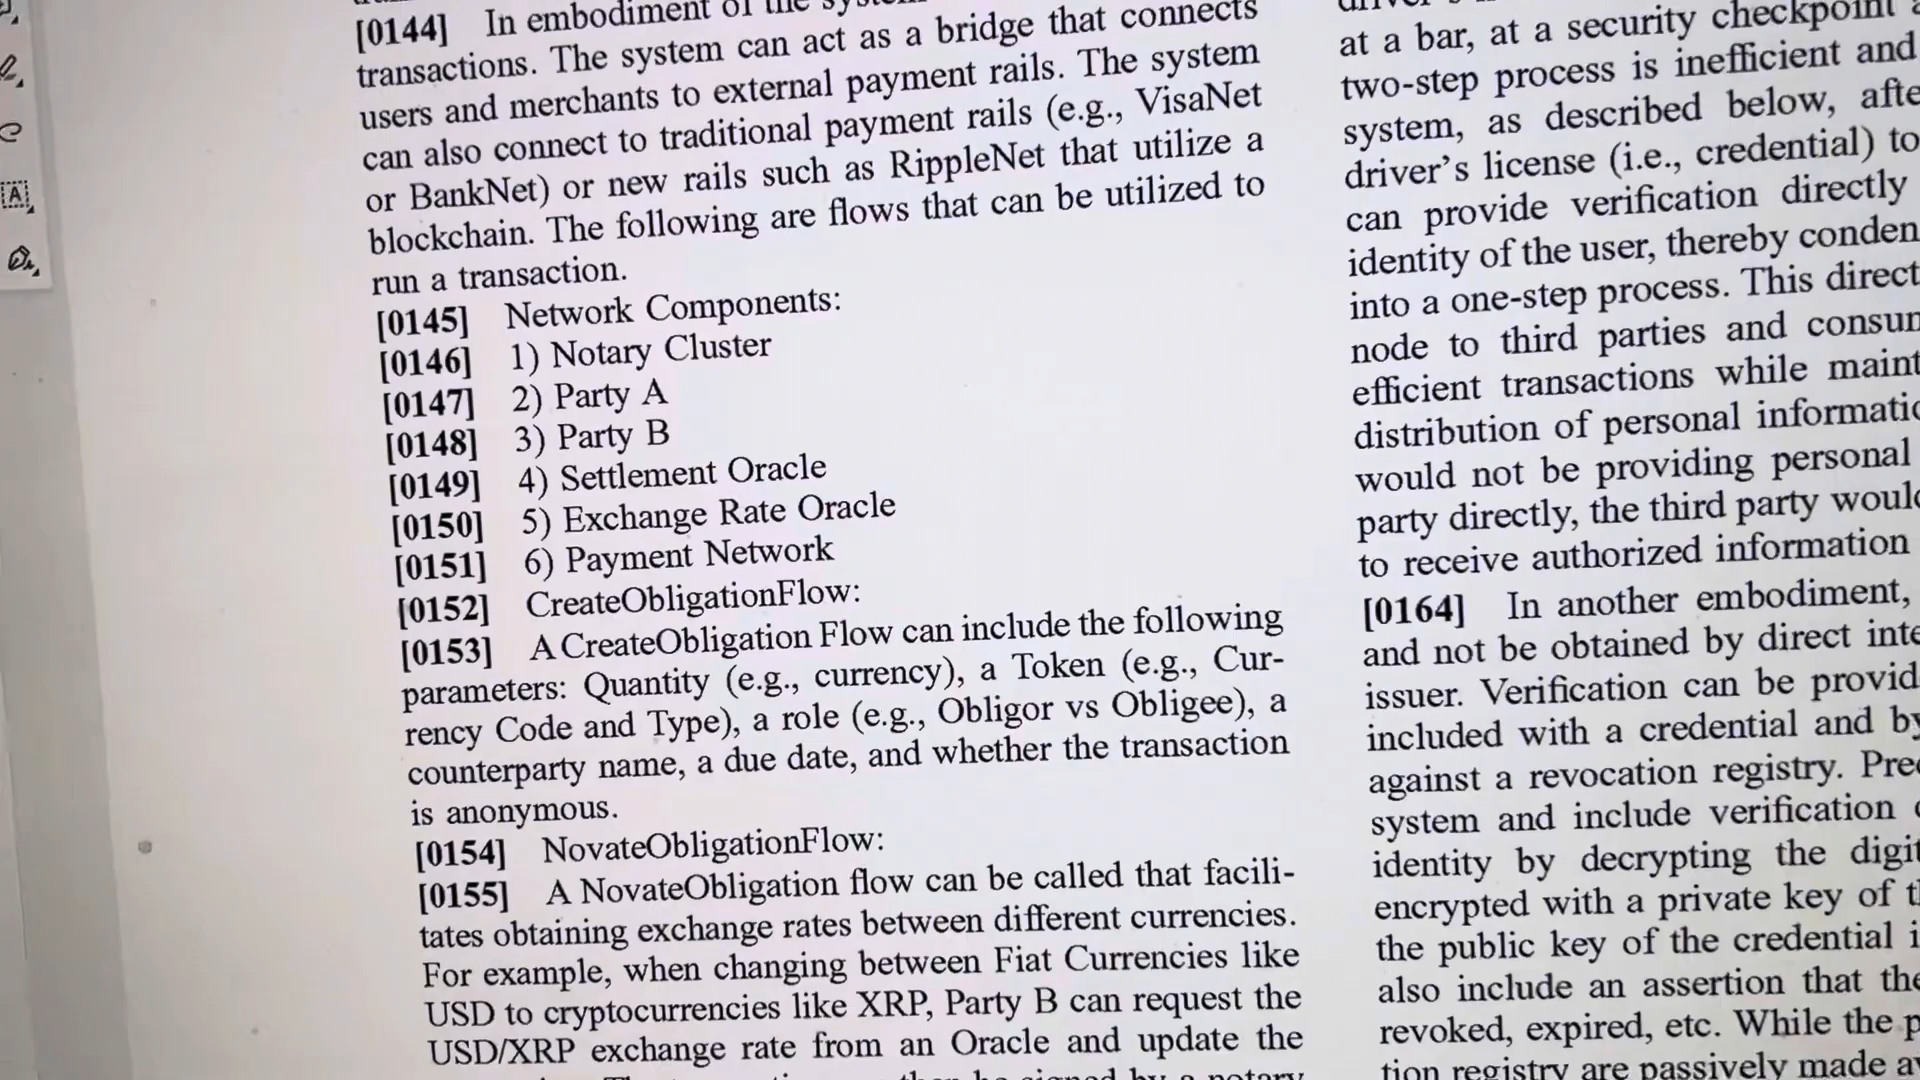 [0144] In embodiment of the
transactions. The system can act as a bridge that connects
users and merchants to external payment rails. The system
can also connect to traditional payment rails (e.g., VisaNet
or BankNet) or new rails such as RippleNet that utilize a
blockchain. The following are flows that can be utilized to
run a transaction.
[0145] Network Components:
[0146] 1) Notary Cluster
[0147] 2) Party A
[0148] 3) Party B
[0149] 4) Settlement Oracle
[0150] 5) Exchange Rate Oracle
[0151] 6) Payment Network
[0152] CreateObligationFlow:
[0153] A CreateObligation Flow can include the following
parameters: Quantity (e.g., currency), a Token (e.g., Cur-
rency Code and Type), a role (e.g., Obligor vs Obligee), a
counterparty name, a due date, and whether the transaction
is anonymous.
[0154] NovateObligationFlow:
[0155] A NovateObligation flow can be called that facili-
tates obtaining exchange rates between different currencies.
For example, when changing between Fiat Currencies like
USD to cryptocurrencies like XRP, Party B can request the
USD/XRP exchange rate from an Oracle and update the
at a bar, at a security checkpoint
two-step process is inefficient and
system, as described below, afte
driver's license (i.e., credential) to
can provide verification directly
identity of the user, thereby conden
into a one-step process. This direct
node to third parties and consum
efficient transactions while maint
distribution of personal informatic
would not be providing personal
party directly, the third party would
to receive authorized information
[0164] In another embodiment,
and not be obtained by direct inte
issuer. Verification can be provid
included with a credential and by
against a revocation registry. Pre
system and include verification
identity by decrypting the digit
encrypted with a private key of t
the public key of the credential i
also include an assertion that the
revoked, expired, etc. While the p
tion registry are passively made